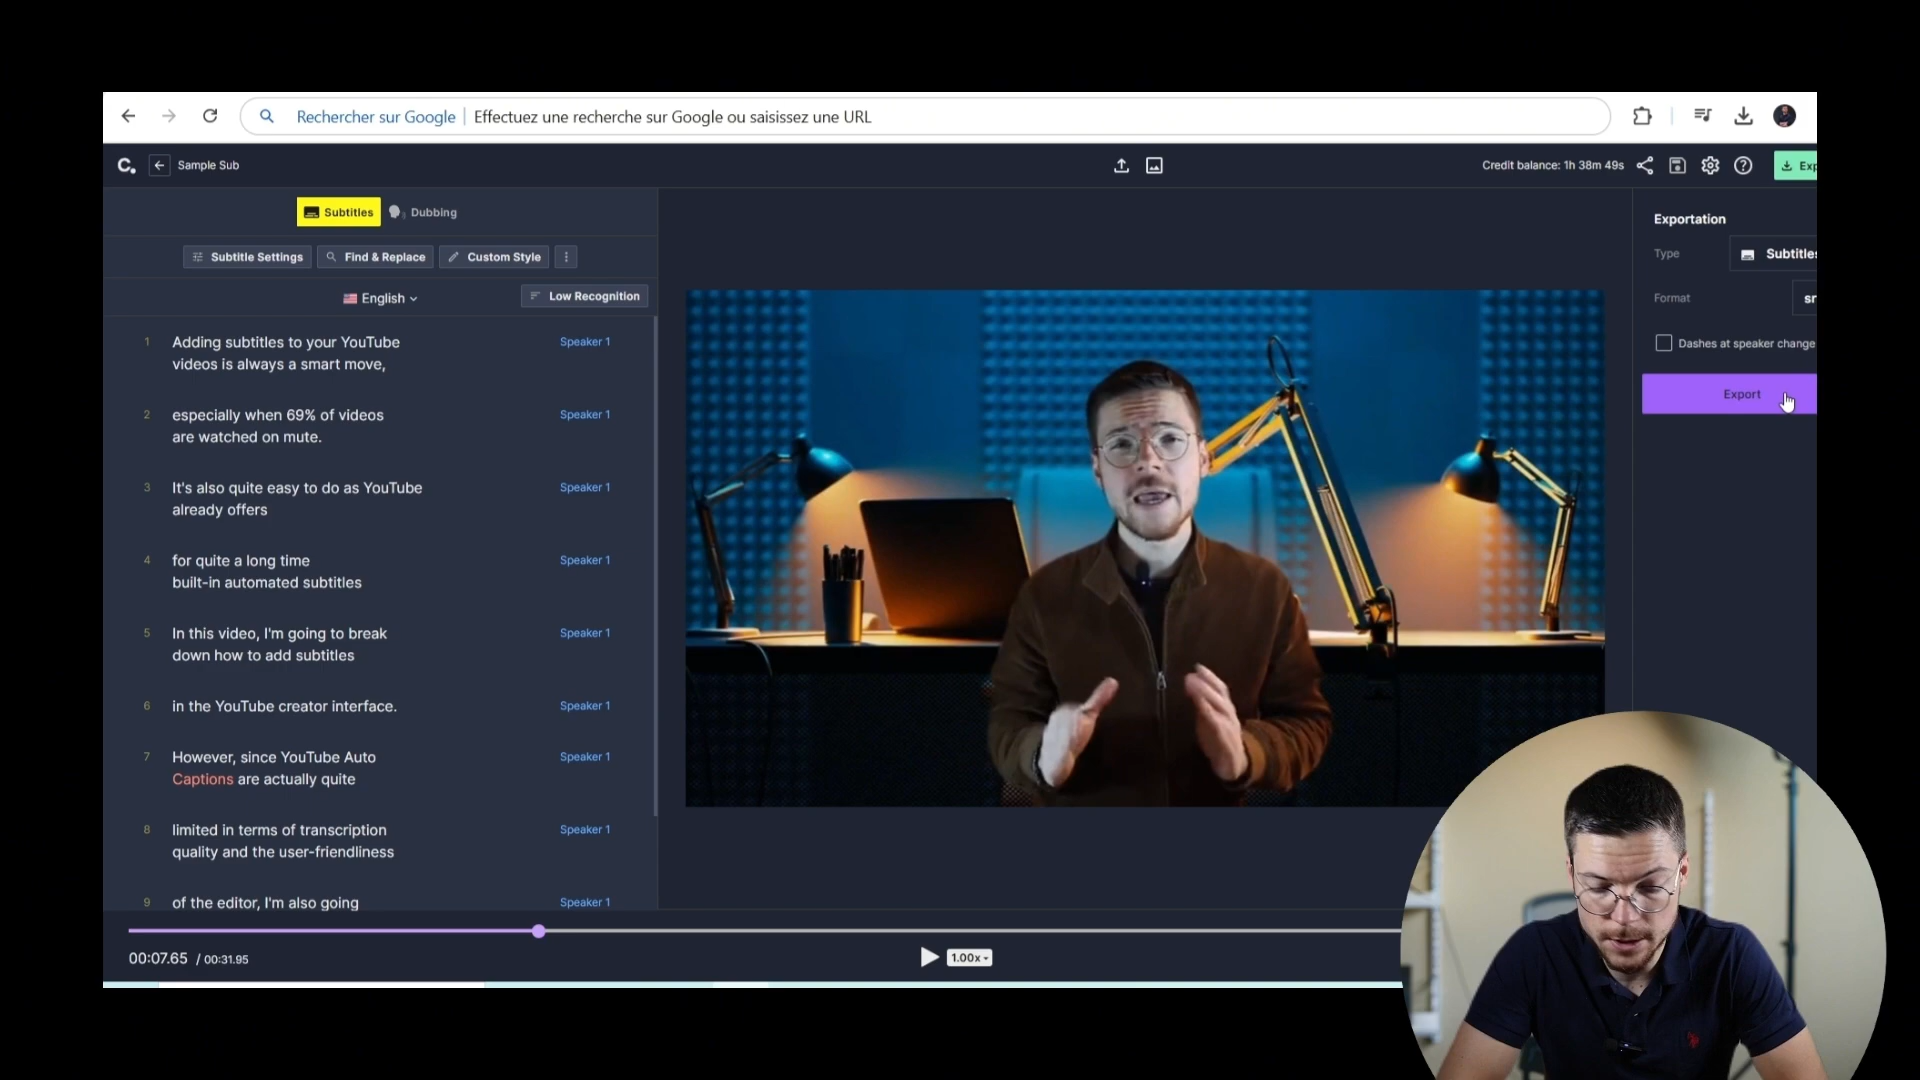 Rechercher sur Google | Effectuez une recherche sur Google ou saisissez une URL
C.
Sample Sub
Credit balance: 1h 38m 49s
Exp
Subtitles
Dubbing
Subtitle Settings
Find & Replace
Custom Style
English
Low Recognition
1 Adding subtitles to your YouTube Speaker 1
videos is always a smart move,
2 especially when 69% of videos Speaker 1
are watched on mute.
3 It's also quite easy to do as YouTube Speaker 1
already offers
4 for quite a long time Speaker 1
built-in automated subtitles
5 In this video, I'm going to break Speaker 1
down how to add subtitles
6 in the YouTube creator interface. Speaker 1
7 However, since YouTube Auto Speaker 1
Captions are actually quite
8 limited in terms of transcription Speaker 1
quality and the user-friendliness
9 of the editor, I'm also going Speaker 1
00:07.65 / 00:31.95
1.00x
Exportation
Type Subtitles
Format sr
Dashes at speaker change
Export